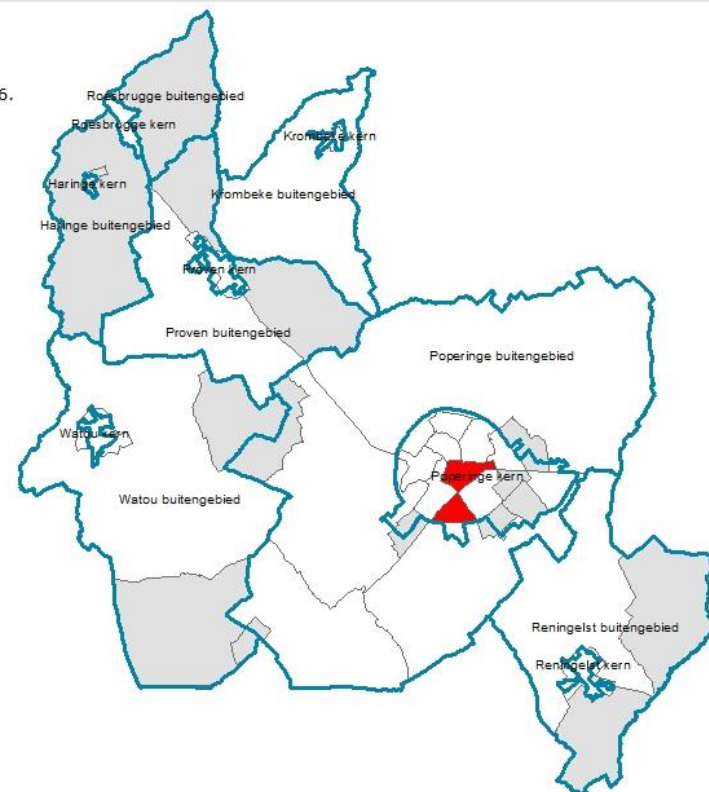 6.
Roesbrugge buitengebied
Roesbrugge kern
Krombeke kern
Haringe kern
Krombeke buitengebied
Haringe buitengebied
Proven kern
Proven buitengebied
Poperinge buitengebied
Watou kern
Poperinge kern
Watou buitengebied
Reningelst buitengebied
Reningelst kern